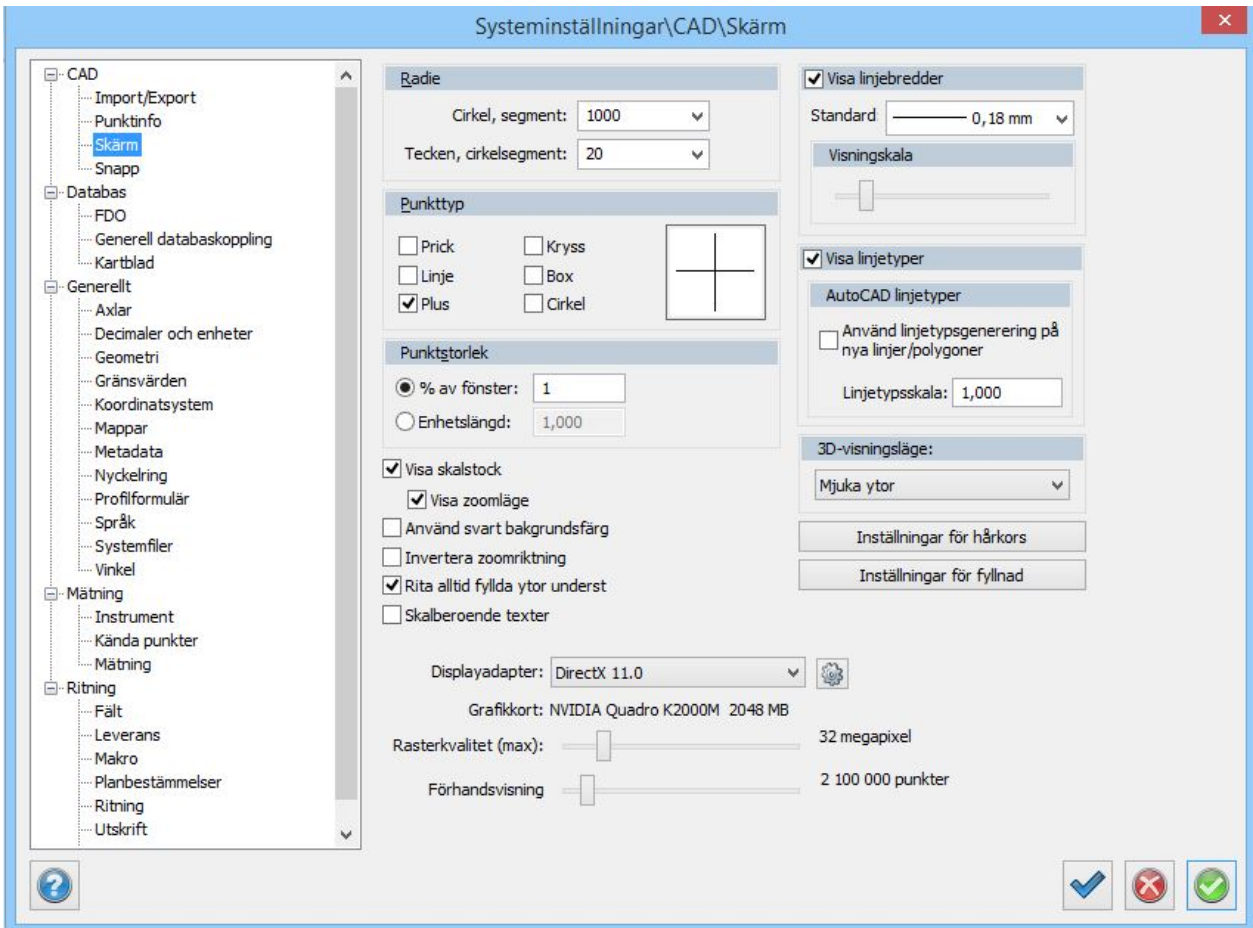 Systeminställningar\CAD\Skärm
CAD
Import/Export
Punktinfo
Skärm
Snapp
Databas
FDO
Generell databaskoppling
Kartblad
Generellt
Axlar
Decimaler och enheter
Geometri
Gränsvärden
Koordinatsystem
Mappar
Metadata
Nyckelring
Profilformulär
Språk
Systemfiler
Vinkel
Mätning
Instrument
Kända punkter
Mätning
Ritning
Fält
Leverans
Makro
Planbestämmelser
Ritning
Utskrift
Radie
Cirkel, segment: 1000
Tecken, cirkelsegment: 20
Punkttyp
Prick Kryss
Linje Box
Plus Cirkel
Punktstorlek
% av fönster: 1
Enhetslängd: 1,000
Visa skalstock
Visa zoomläge
Använd svart bakgrundsfärg
Invertera zoomriktning
Rita alltid fyllda ytor underst
Skalberoende texter
Visa linjebredder
Standard 0,18 mm
Visningskala
Visa linjetyper
AutoCAD linjetyper
Använd linjetypsgenerering på
nya linjer/polygoner
Linjetypsskala: 1,000
3D-visningsläge:
Mjuka ytor
Inställningar för hårkors
Inställningar för fyllnad
Displayadapter: DirectX 11.0
Grafikkort: NVIDIA Quadro K2000M 2048 MB
Rasterkvalitet (max): 32 megapixel
Förhandsvisning 2 100 000 punkter